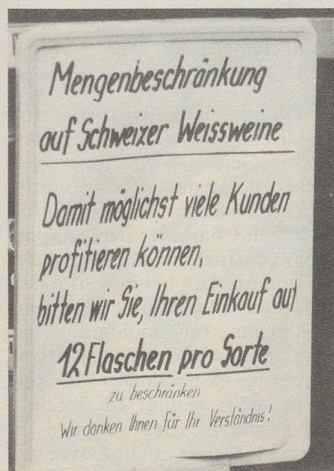 Mengenbeschränkung
auf Schweizer Weissweine
Damit möglichst viele Kunden
profitieren können,
bitten wir Sie, Ihren Einkauf auf
12 Flaschen pro Sorte
zu beschränken
Wir danken Ihnen für Ihr Verständnis!